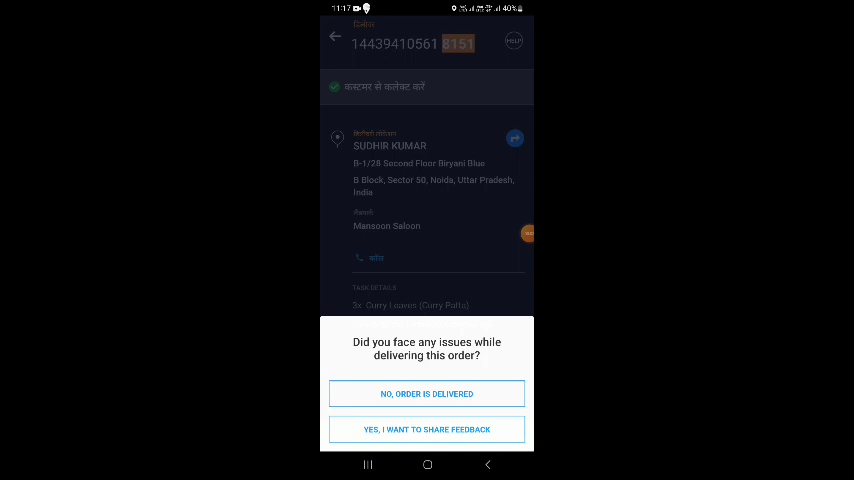 11:17
40%
डिलीवर
14439410561 8151
HELP
कस्टमर से कलेक्ट करें
डिलीवरी लोकेशन
SUDHIR KUMAR
B-1/28 Second Floor Biryani Blue
B Block, Sector 50, Noida, Uttar Pradesh,
India
लैंडमार्क
Mansoon Saloon
कॉल
TASK DETAILS
3x Curry Leaves (Curry Patta)
Did you face any issues while
delivering this order?
NO, ORDER IS DELIVERED
YES, I WANT TO SHARE FEEDBACK